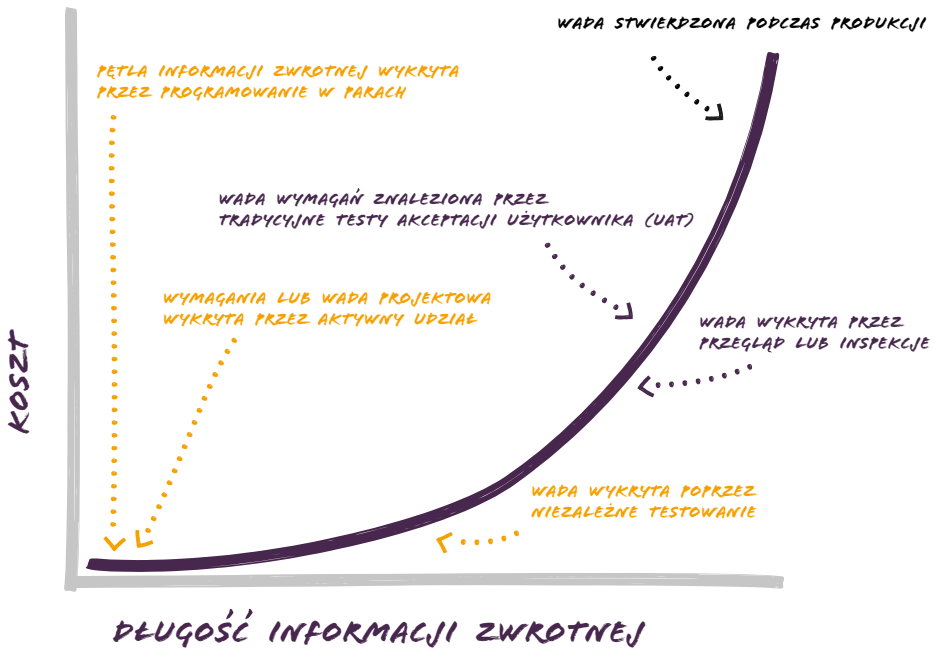 WADA STWIERDZONA PODCZAS PRODUKCJI
PĘTLA INFORMACJI ZWROTNEJ WYKRYTA
PRZEZ PROGRAMOWANIE W PARACH
WADA WYMAGAŃ ZNALEZIONA PRZEZ
TRADYCYJNE TESTY AKCEPTACJI UŻYTKOWNIKA (UAT)
WYMAGANIA LUB WADA PROJEKTOWA
WYKRYTA PRZEZ AKTYWNY UDZIAŁ
WADA WYKRYTA PRZEZ
PRZEGLĄD LUB INSPEKCJE
KOSZT
WADA WYKRYTA POPRZEZ
NIEZALEŻNE TESTOWANIE
DŁUGOŚĆ INFORMACJI ZWROTNEJ